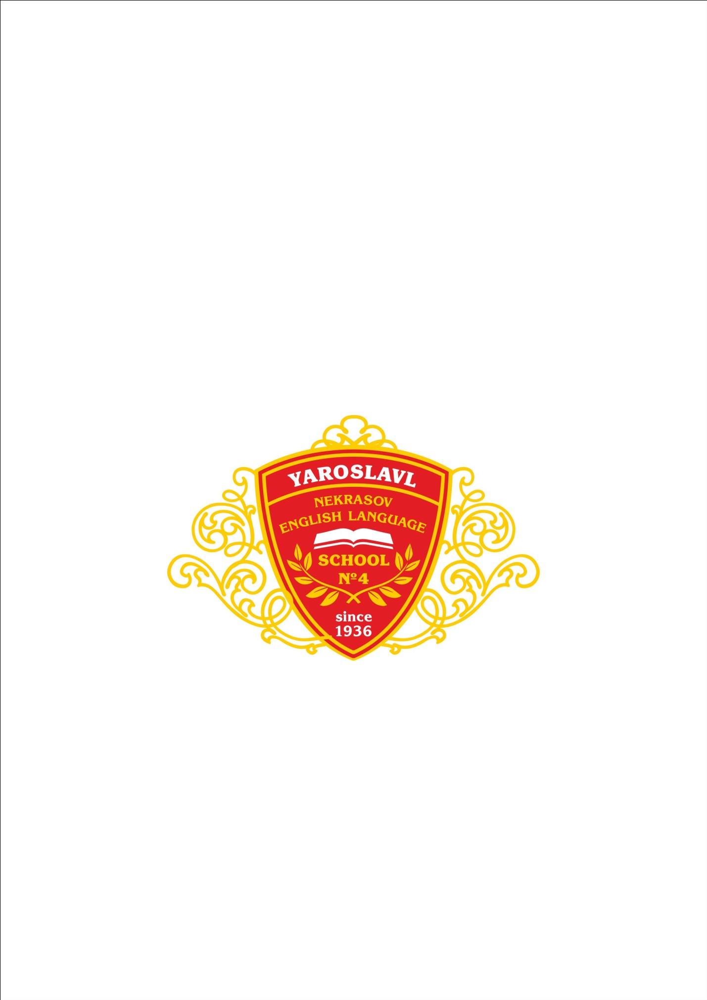 YAROSLAVL
NEKRASOV
ENGLISH LANGUAGE
SCHOOL
№4
since
1936